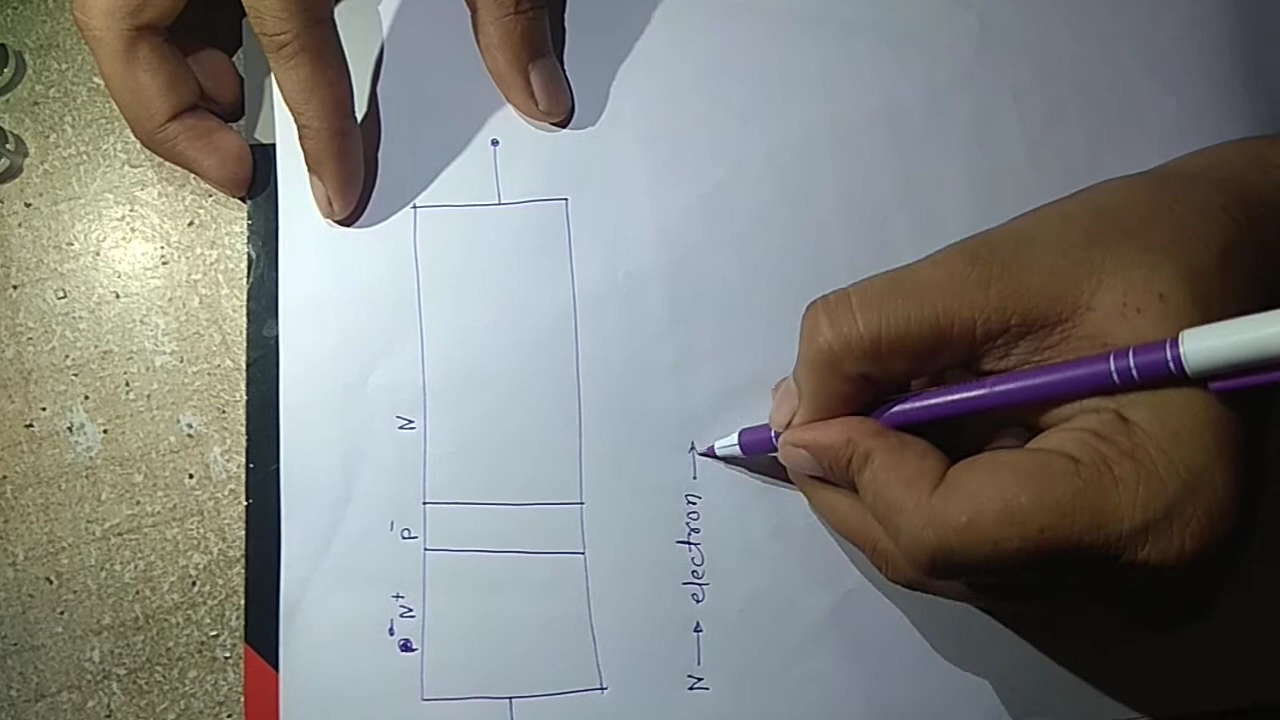 N⁺ P⁻ N
N → electron →